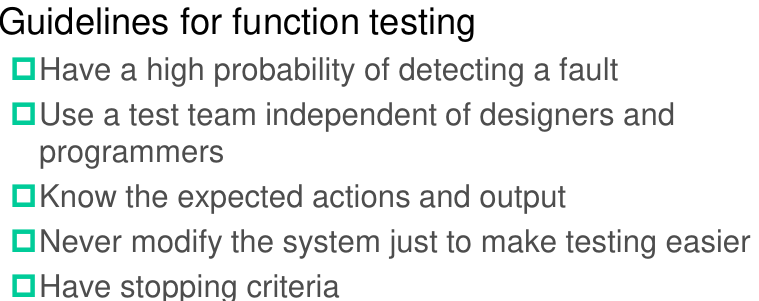 Guidelines for function testing
Have a high probability of detecting a fault
Use a test team independent of designers and
programmers
Know the expected actions and output
Never modify the system just to make testing easier
Have stopping criteria